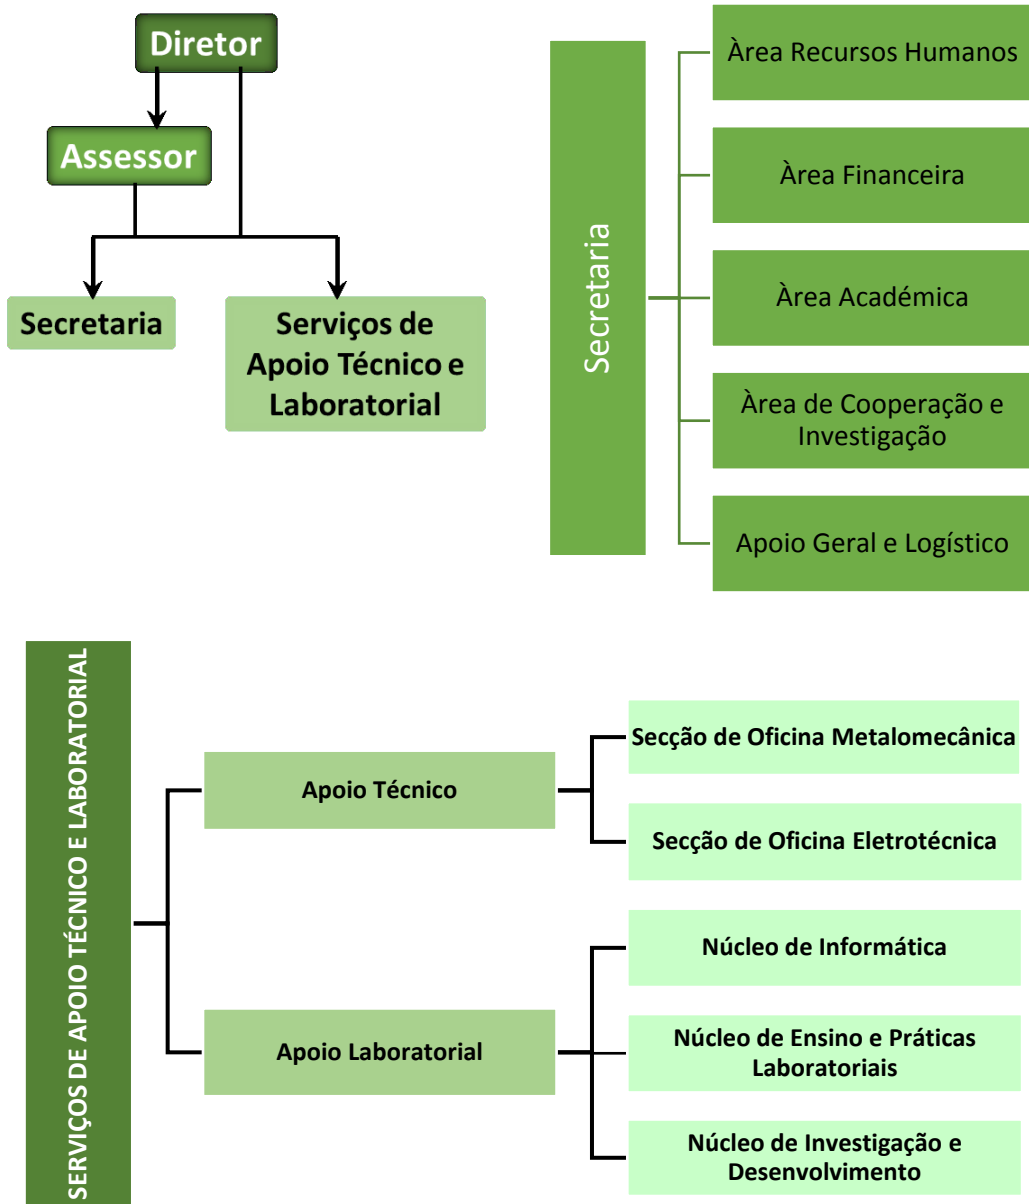 Diretor
Assessor
Secretaria
Serviços de
Apoio Técnico e
Laboratorial
Secretaria
Àrea Recursos Humanos
Àrea Financeira
Àrea Académica
Àrea de Cooperação e
Investigação
Apoio Geral e Logístico
SERVIÇOS DE APOIO TÉCNICO E LABORATORIAL
Apoio Técnico
Secção de Oficina Metalomecânica
Secção de Oficina Eletrotécnica
Apoio Laboratorial
Núcleo de Informática
Núcleo de Ensino e Práticas
Laboratoriais
Núcleo de Investigação e
Desenvolvimento